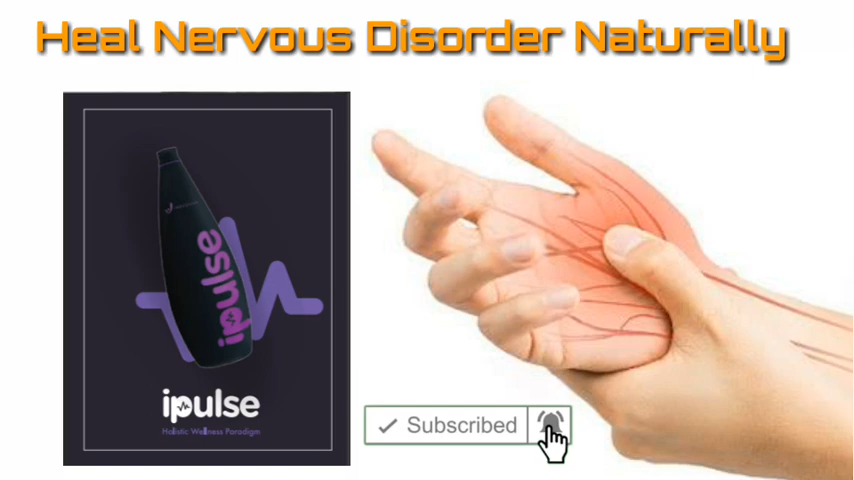 Heal Nervous Disorder Naturally
ipulse
ipulse
Holistic Wellness Paradigm
Subscribed